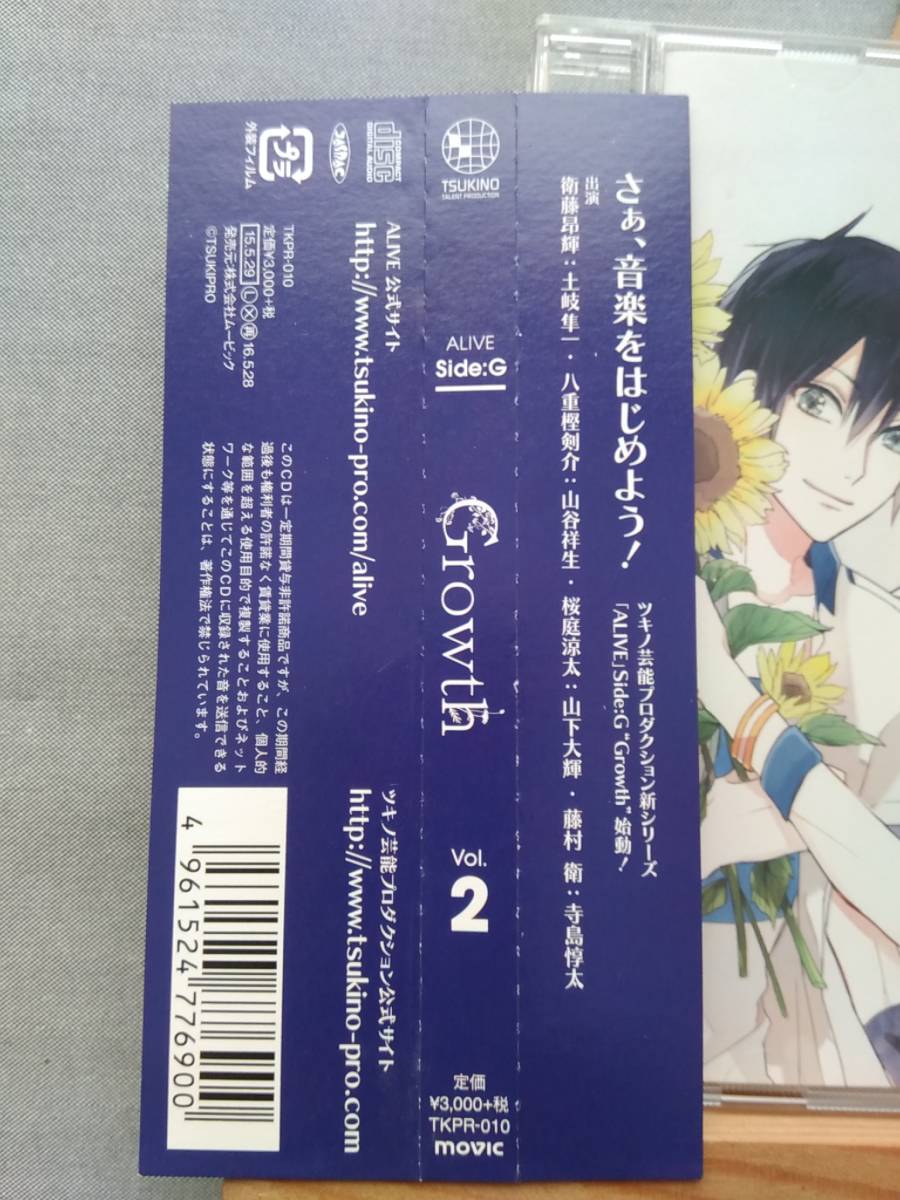 さぁ、音楽をはじめよう!
ツキノ芸能プロダクション新シリーズ
「ALIVE」Side:G “Growth” 始動!
出演
衛藤昂輝：土岐隼一・八重樫剣介：山谷祥生・桜庭涼太：山下大輝・藤村 衛：寺島惇太
TSUKINO
TALENT PRODUCTION
ALIVE
Side:G
Growth
Vol.
2
定価
¥3,000+税
TKPR-010
movic
COMPACT
disc
DIGITAL AUDIO
JASRAC
プラ
外装フィルム
ALIVE 公式サイト
http://www.tsukino-pro.com/alive
ツキノ芸能プロダクション公式サイト
http://www.tsukino-pro.com
TKPR-010
定価¥3,000+税
15.5.29 Ⓛ Ⓧ ㊞16.5.28
発売元:株式会社ムービック
©TSUKIPRO
このCDは一定期間貸与非許諾商品ですが、この期間経
過後も権利者の許諾なく賃貸業に使用すること、個人的
な範囲を超える使用目的で複製することおよびネット
ワーク等を通じてこのCDに収録された音を送信できる
状態にすることは、著作権法で禁じられています。
4 961524 776900